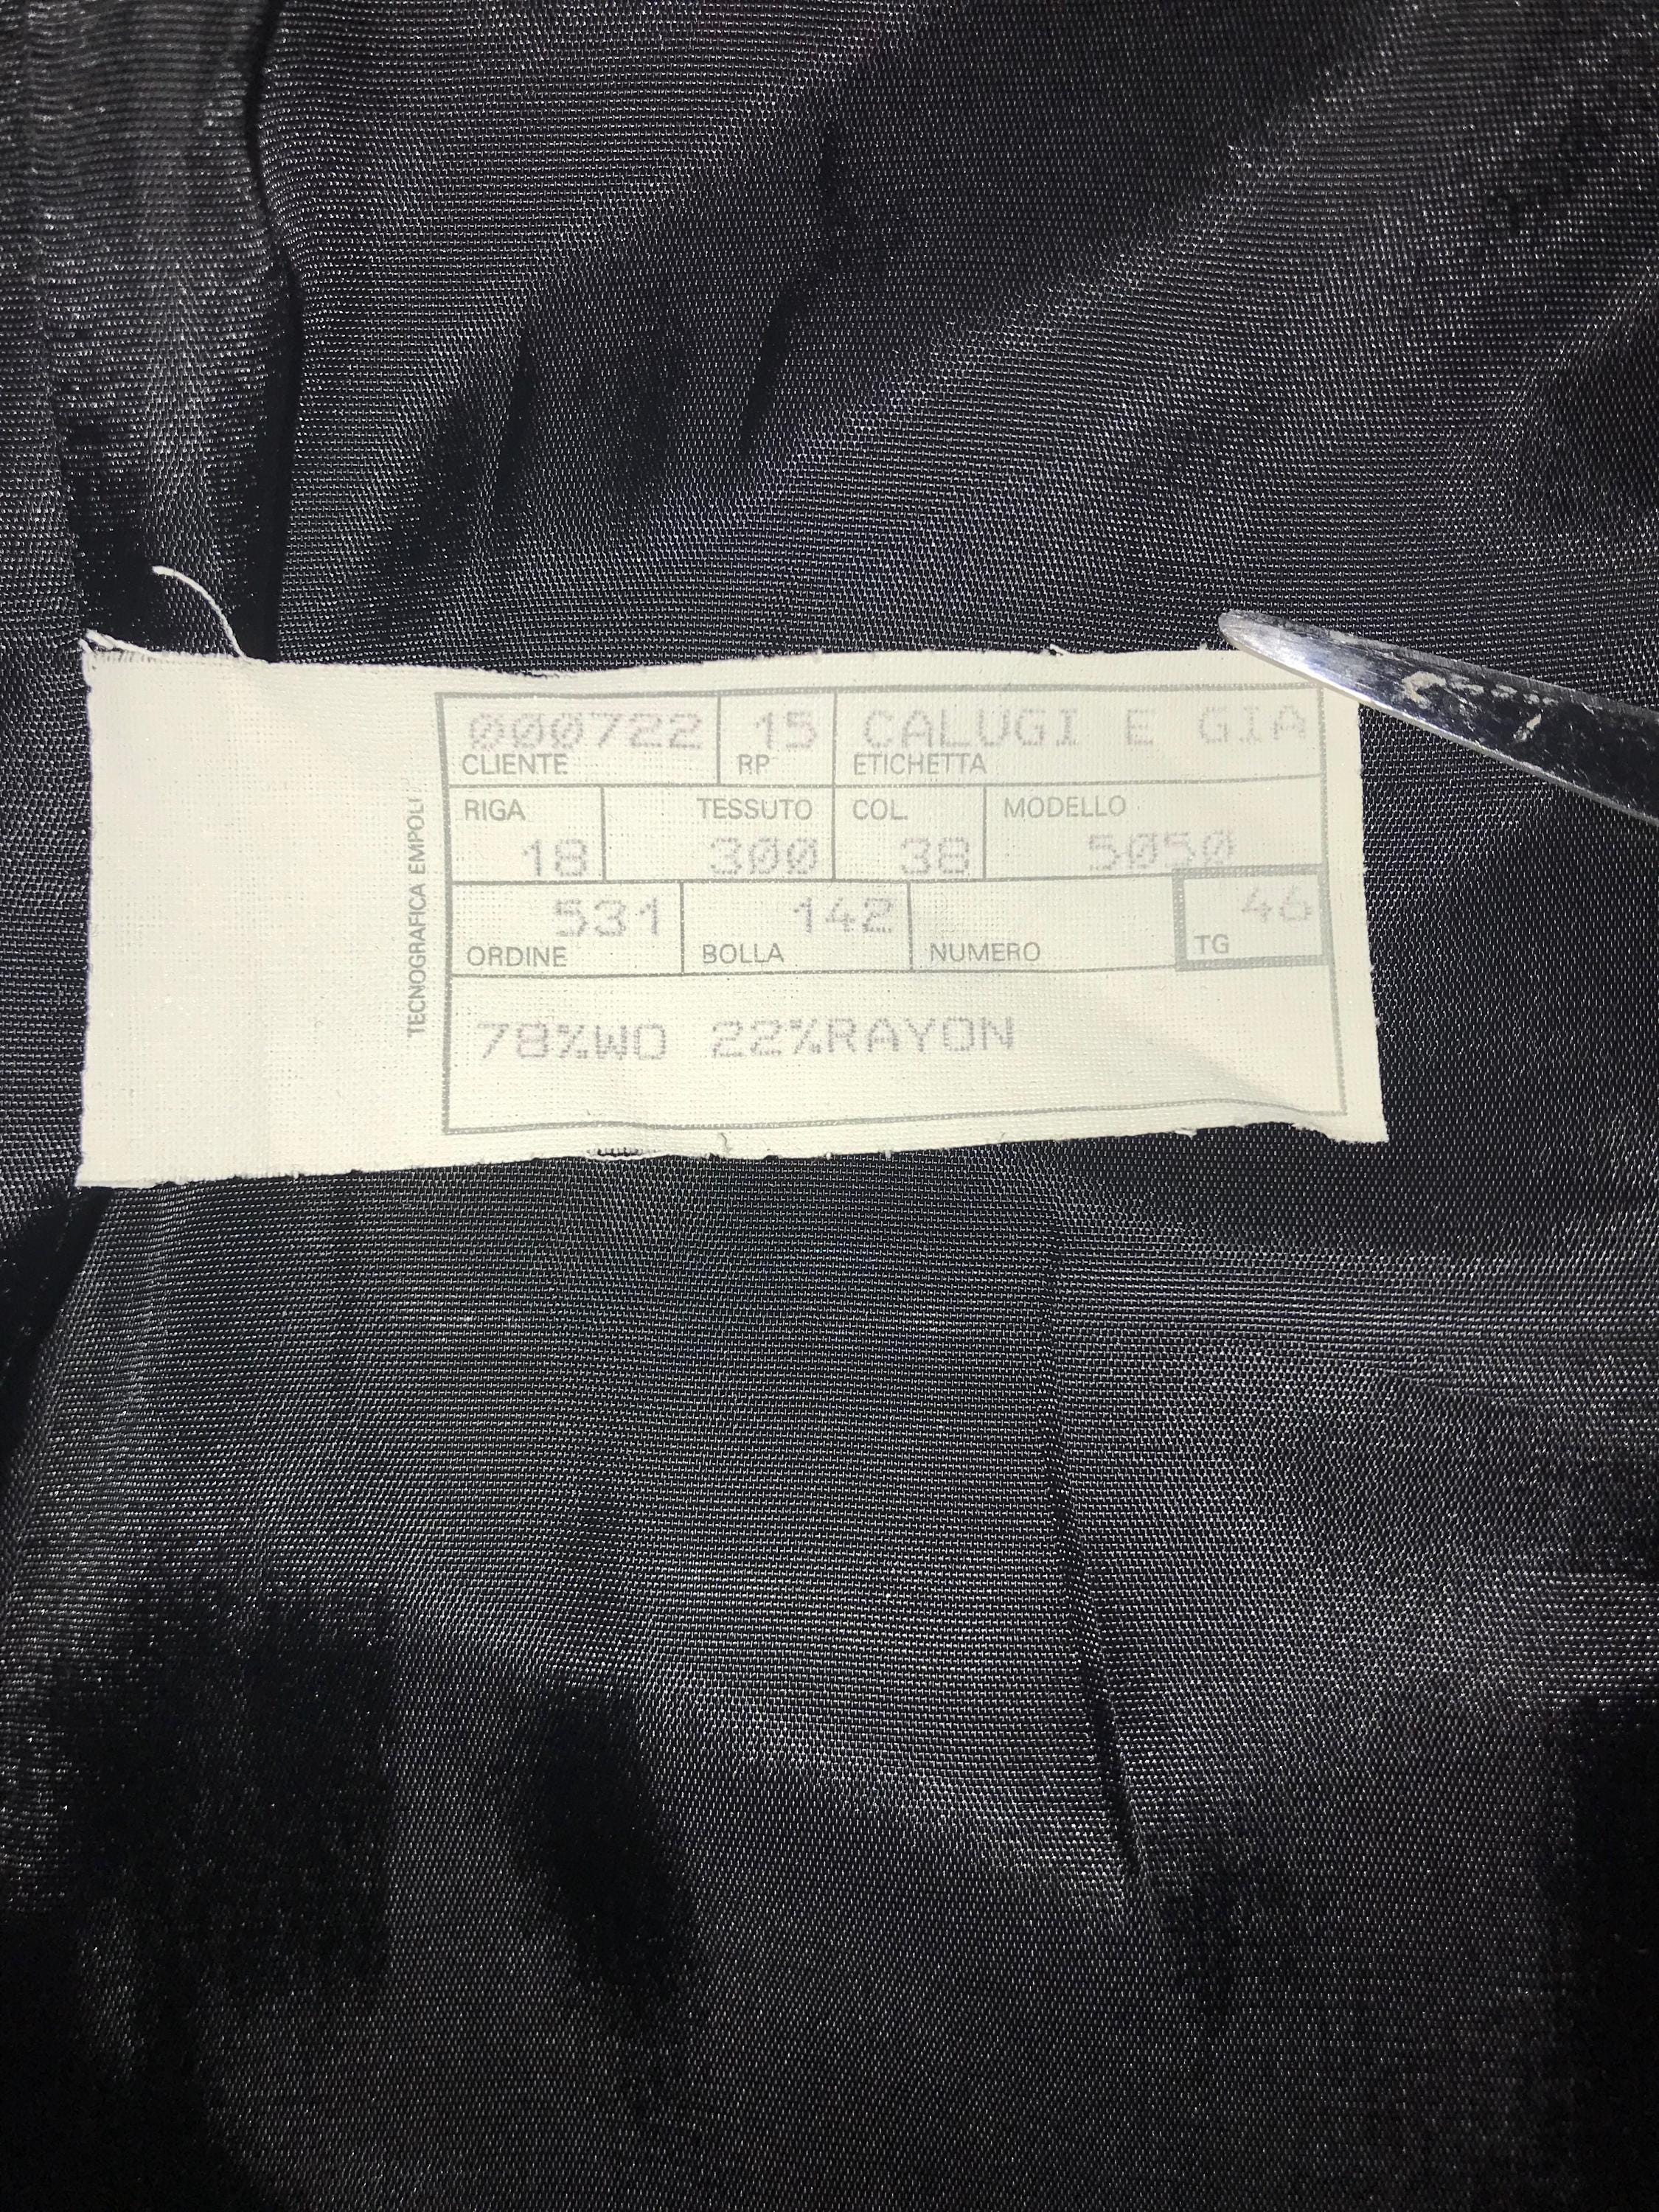 000722 15 CALUGI E GIA
CLIENTE RP ETICHETTA
RIGA TESSUTO COL. MODELLO
18 300 38 5050
531 142 46
ORDINE BOLLA NUMERO TG
78%WO 22%RAYON
TECNOGRAFICA EMPOLI